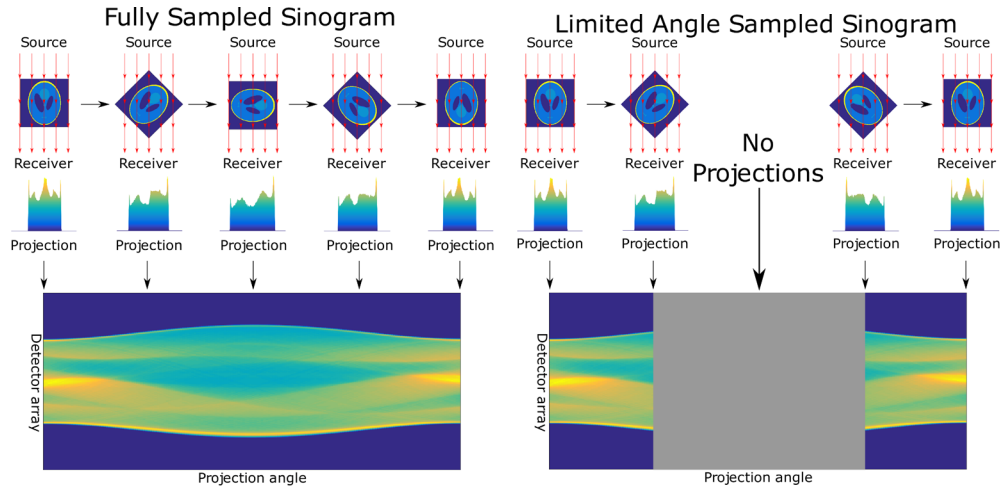 Fully Sampled Sinogram
Source Source Source Source Source
Receiver Receiver Receiver Receiver Receiver
Projection Projection Projection Projection Projection
Detector array
Projection angle
Limited Angle Sampled Sinogram
Source Source Source Source
No
Projections
Receiver Receiver Receiver Receiver
Projection Projection Projection Projection
Detector array
Projection angle